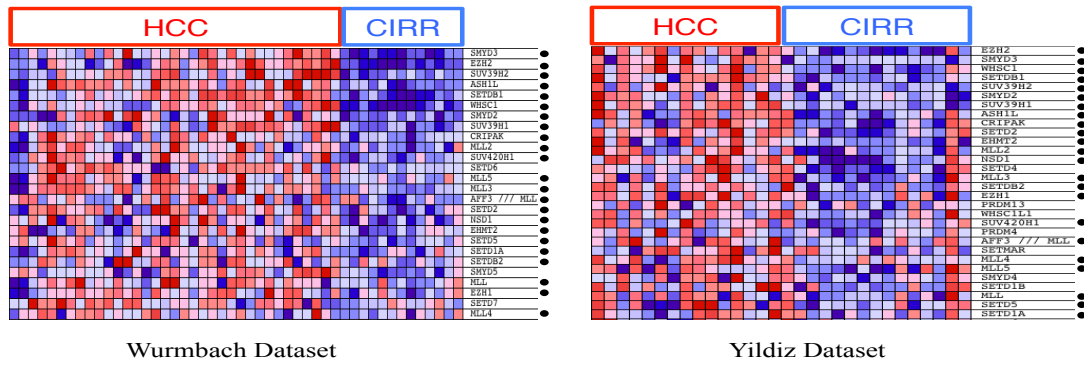 HCC CIRR
SMYD3
EZH2
SUV39H2
ASH1L
SETDB1
WHSC1
SMYD2
SUV39H1
CRIPAK
MLL2
SUV420H1
SETD6
MLL5
MLL3
AFF3 /// MLL
SETD2
NSD1
EHMT2
SETD5
SETD1A
SETDB2
SMYD5
MLL
EZH1
SETD7
MLL4
Wurmbach Dataset
HCC CIRR
EZH2
SMYD3
WHSC1
SETDB1
SUV39H2
SMYD2
SUV39H1
ASH1L
CRIPAK
SETD2
EHMT2
MLL2
NSD1
SETD4
MLL3
SETDB2
EZH1
PRDM13
WHSC1L1
SUV420H1
PRDM4
AFF3 /// MLL
SETMAR
MLL4
MLL5
SMYD4
SETD1B
MLL
SETD5
SETD1A
Yildiz Dataset